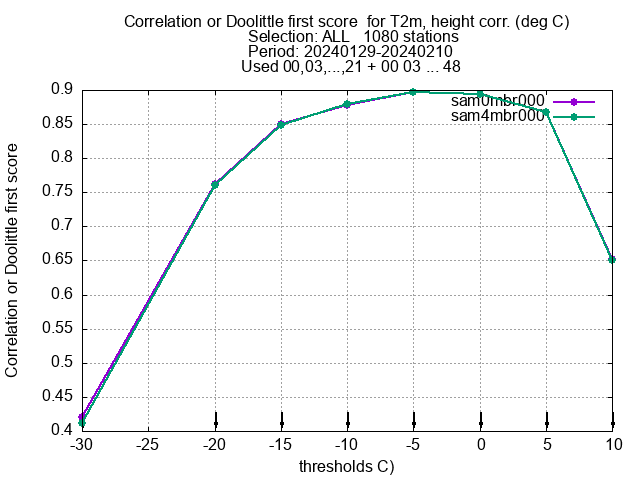 Correlation or Doolittle first score  for T2m, height corr. (deg C)
Selection: ALL   1080 stations
Period: 20240129-20240210
Used 00,03,...,21 + 00 03 ... 48
sam0mbr000
sam4mbr000
Correlation or Doolittle first score
0.9
0.85
0.8
0.75
0.7
0.65
0.6
0.55
0.5
0.45
0.4
-30 -25 -20 -15 -10 -5 0 5 10
thresholds C)